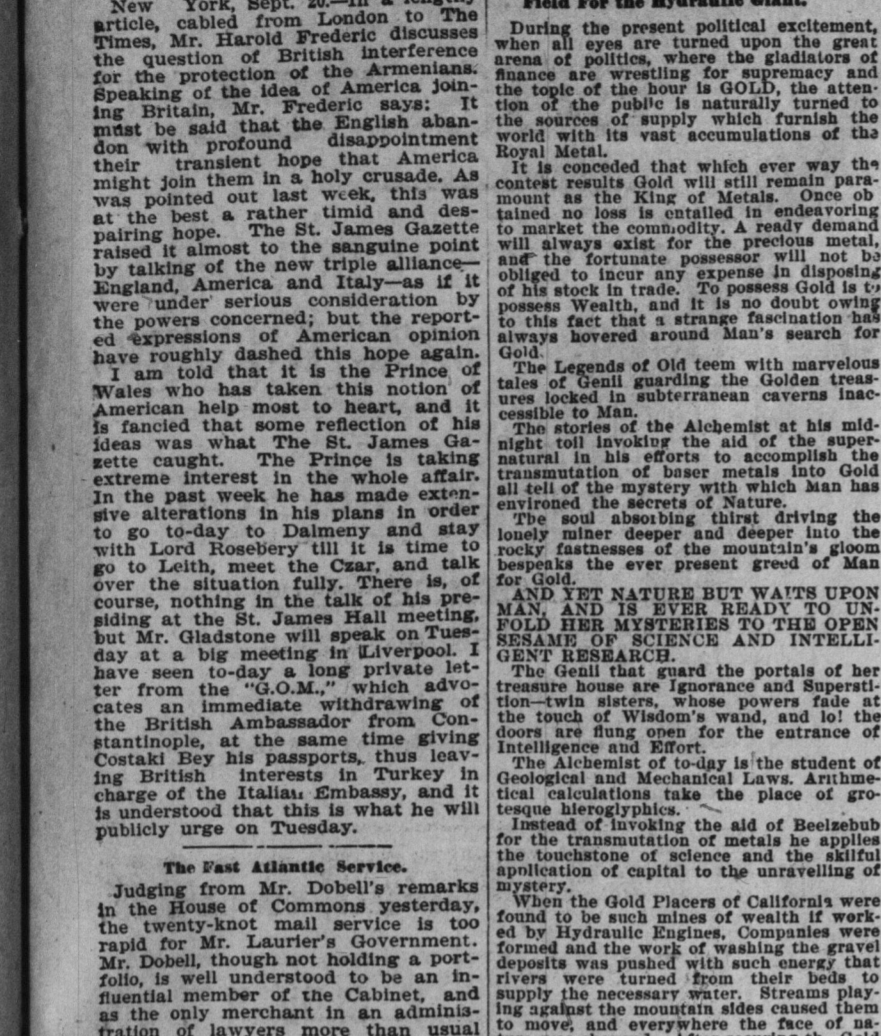 New York, Sept. 20.—In a lengthy
article, cabled from London to The
Times, Mr. Harold Frederic discusses
the question of British interference
for the protection of the Armenians.
Speaking of the idea of America join-
ing Britain, Mr. Frederic says: It
must be said that the English aban-
don with profound disappointment
their transient hope that America
might join them in a holy crusade. As
was pointed out last week, this was
at the best a rather timid and des-
pairing hope. The St. James Gazette
raised it almost to the sanguine point
by talking of the new triple alliance—
England, America and Italy—as if it
were under serious consideration by
the powers concerned; but the report-
ed expressions of American opinion
have roughly dashed this hope again.
I am told that it is the Prince of
Wales who has taken this notion of
American help most to heart, and it
is fancied that some reflection of his
ideas was what The St. James Ga-
zette caught. The Prince is taking
extreme interest in the whole affair.
In the past week he has made exten-
sive alterations in his plans in order
to go to-day to Dalmeny and stay
with Lord Rosebery till it is time to
go to Leith, meet the Czar, and talk
over the situation fully. There is, of
course, nothing in the talk of his pre-
siding at the St. James Hall meeting,
but Mr. Gladstone will speak on Tues-
day at a big meeting in Liverpool. I
have seen to-day a long private let-
ter from the "G.O.M.," which advo-
cates an immediate withdrawing of
the British Ambassador from Con-
stantinople, at the same time giving
Costaki Bey his passports, thus leav-
ing British interests in Turkey in
charge of the Italian Embassy, and it
is understood that this is what he will
publicly urge on Tuesday.
The Fast Atlantic Service.
Judging from Mr. Dobell's remarks
in the House of Commons yesterday,
the twenty-knot mail service is too
rapid for Mr. Laurier's Government.
Mr. Dobell, though not holding a port-
folio, is well understood to be an in-
fluential member of the Cabinet, and
as the only merchant in an adminis-
tration of lawyers more than usual
Field For the Hydraulic Giant.
During the present political excitement,
when all eyes are turned upon the great
arena of politics, where the gladiators of
finance are wrestling for supremacy and
the topic of the hour is GOLD, the atten-
tion of the public is naturally turned to
the sources of supply which furnish the
world with its vast accumulations of the
Royal Metal.
It is conceded that which ever way the
contest results Gold will still remain para-
mount as the King of Metals. Once ob
tained no loss is entailed in endeavoring
to market the commodity. A ready demand
will always exist for the precious metal,
and the fortunate possessor will not be
obliged to incur any expense in disposing
of his stock in trade. To possess Gold is to
possess Wealth, and it is no doubt owing
to this fact that a strange fascination has
always hovered around Man's search for
Gold.
The Legends of Old teem with marvelous
tales of Genii guarding the Golden treas-
ures locked in subterranean caverns inac-
cessible to Man.
The stories of the Alchemist at his mid-
night toil invoking the aid of the super-
natural in his efforts to accomplish the
transmutation of baser metals into Gold
all tell of the mystery with which Man has
environed the secrets of Nature.
The soul absorbing thirst driving the
lonely miner deeper and deeper into the
rocky fastnesses of the mountain's gloom
bespeaks the ever present greed of Man
for Gold.
AND YET NATURE BUT WAITS UPON
MAN, AND IS EVER READY TO UN-
FOLD HER MYSTERIES TO THE OPEN
SESAME OF SCIENCE AND INTELLI-
GENT RESEARCH.
The Genii that guard the portals of her
treasure house are Ignorance and Supersti-
tion—twin sisters, whose powers fade at
the touch of Wisdom's wand, and lo! the
doors are flung open for the entrance of
Intelligence and Effort.
The Alchemist of to-day is the student of
Geological and Mechanical Laws. Arithme-
tical calculations take the place of gro-
tesque hieroglyphics.
Instead of invoking the aid of Beelzebub
for the transmutation of metals he applies
the touchstone of science and the skilful
application of capital to the unravelling of
mystery.
When the Gold Placers of California were
found to be such mines of wealth if work-
ed by Hydraulic Engines, Companies were
formed and the work of washing the gravel
deposits was pushed with such energy that
rivers were turned from their beds to
supply the necessary water. Streams play-
ing against the mountain sides caused them
to move, and everywhere the face of na-